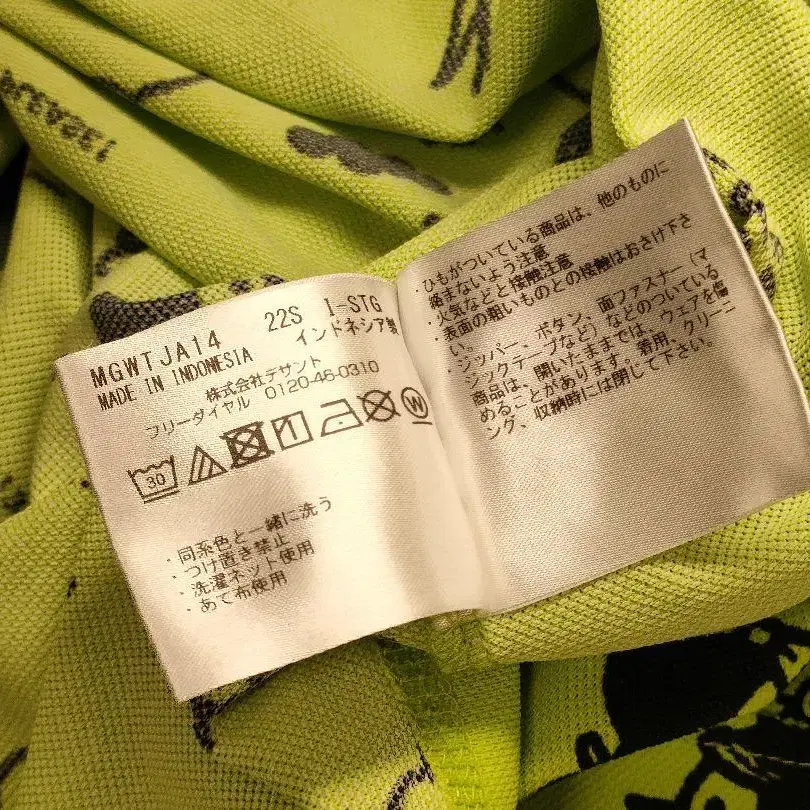 MGWTJA14 22S I-STG
MADE IN INDONESIA インドネシア製
株式会社デサント
フリーダイヤル 0120-46-0310
30
W
・同系色と一緒に洗う
・つけ置き禁止
・洗濯ネット使用
・あて布使用
・ひもがついている商品は、他のものに
絡まないよう注意
・火気などと接触注意
・表面の粗いものとの接触はおさけ下さ
い。
・ジッパー、ボタン、面ファスナー(マ
ジックテープなど)などのついている
商品は、開いたままでは、ウェアを傷
めることがあります。着用、クリーニ
ング、収納時には閉じて下さい。